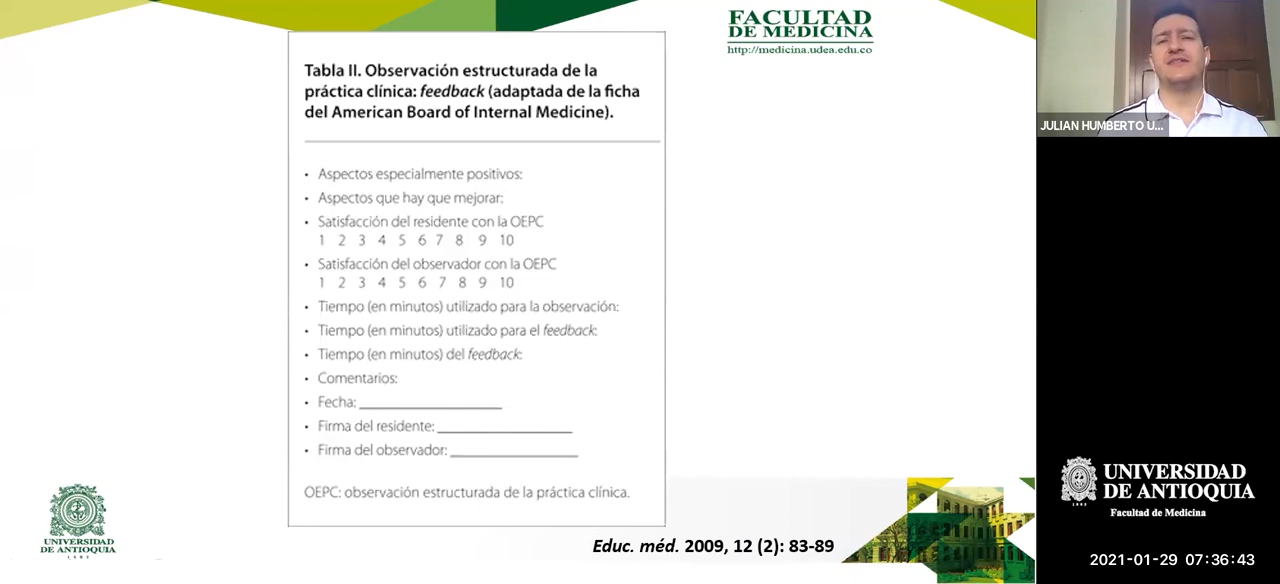 FACULTAD
DE MEDICINA
http://medicina.udea.edu.co
Tabla II. Observación estructurada de la
práctica clínica: feedback (adaptada de la ficha
del American Board of Internal Medicine).
• Aspectos especialmente positivos:
• Aspectos que hay que mejorar:
• Satisfacción del residente con la OEPC
1 2 3 4 5 6 7 8 9 10
• Satisfacción del observador con la OEPC
1 2 3 4 5 6 7 8 9 10
• Tiempo (en minutos) utilizado para la observación:
• Tiempo (en minutos) utilizado para el feedback:
• Tiempo (en minutos) del feedback:
• Comentarios:
• Fecha: ____________________
• Firma del residente: ____________________
• Firma del observador: ____________________
OEPC: observación estructurada de la práctica clínica.
Educ. méd. 2009, 12 (2): 83-89
UNIVERSIDAD
DE ANTIOQUIA
1803
JULIAN HUMBERTO U...
1803
UNIVERSIDAD
DE ANTIOQUIA
Facultad de Medicina
2021-01-29 07:36:43